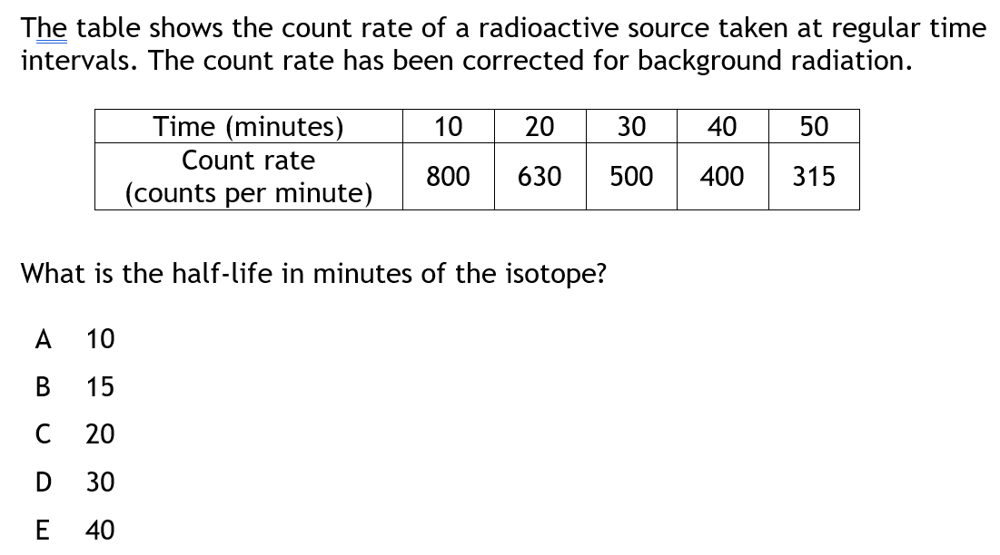 The table shows the count rate of a radioactive source taken at regular time
intervals. The count rate has been corrected for background radiation.
Time (minutes) 10 20 30 40 50
Count rate
(counts per minute) 800 630 500 400 315
What is the half-life in minutes of the isotope?
A 10
B 15
C 20
D 30
E 40